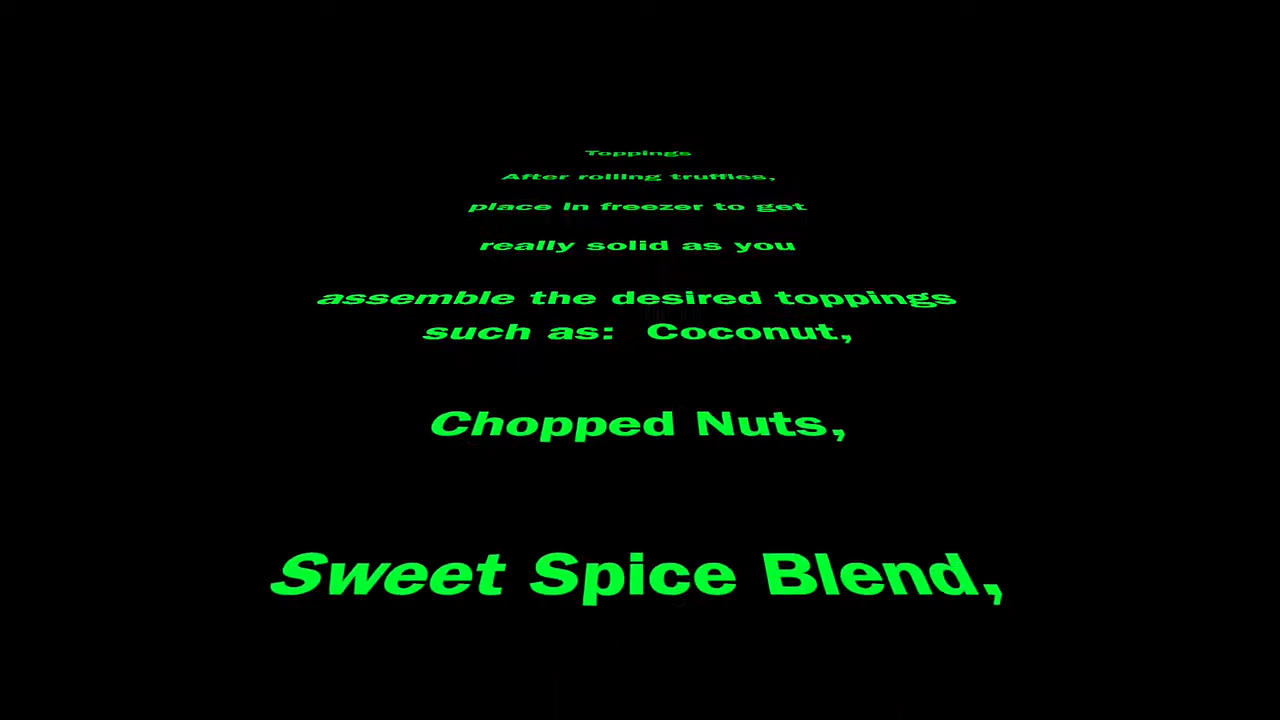 Toppings
After rolling truffles,
place in freezer to get
really solid as you
assemble the desired toppings
such as:  Coconut,
Chopped Nuts,
Sweet Spice Blend,